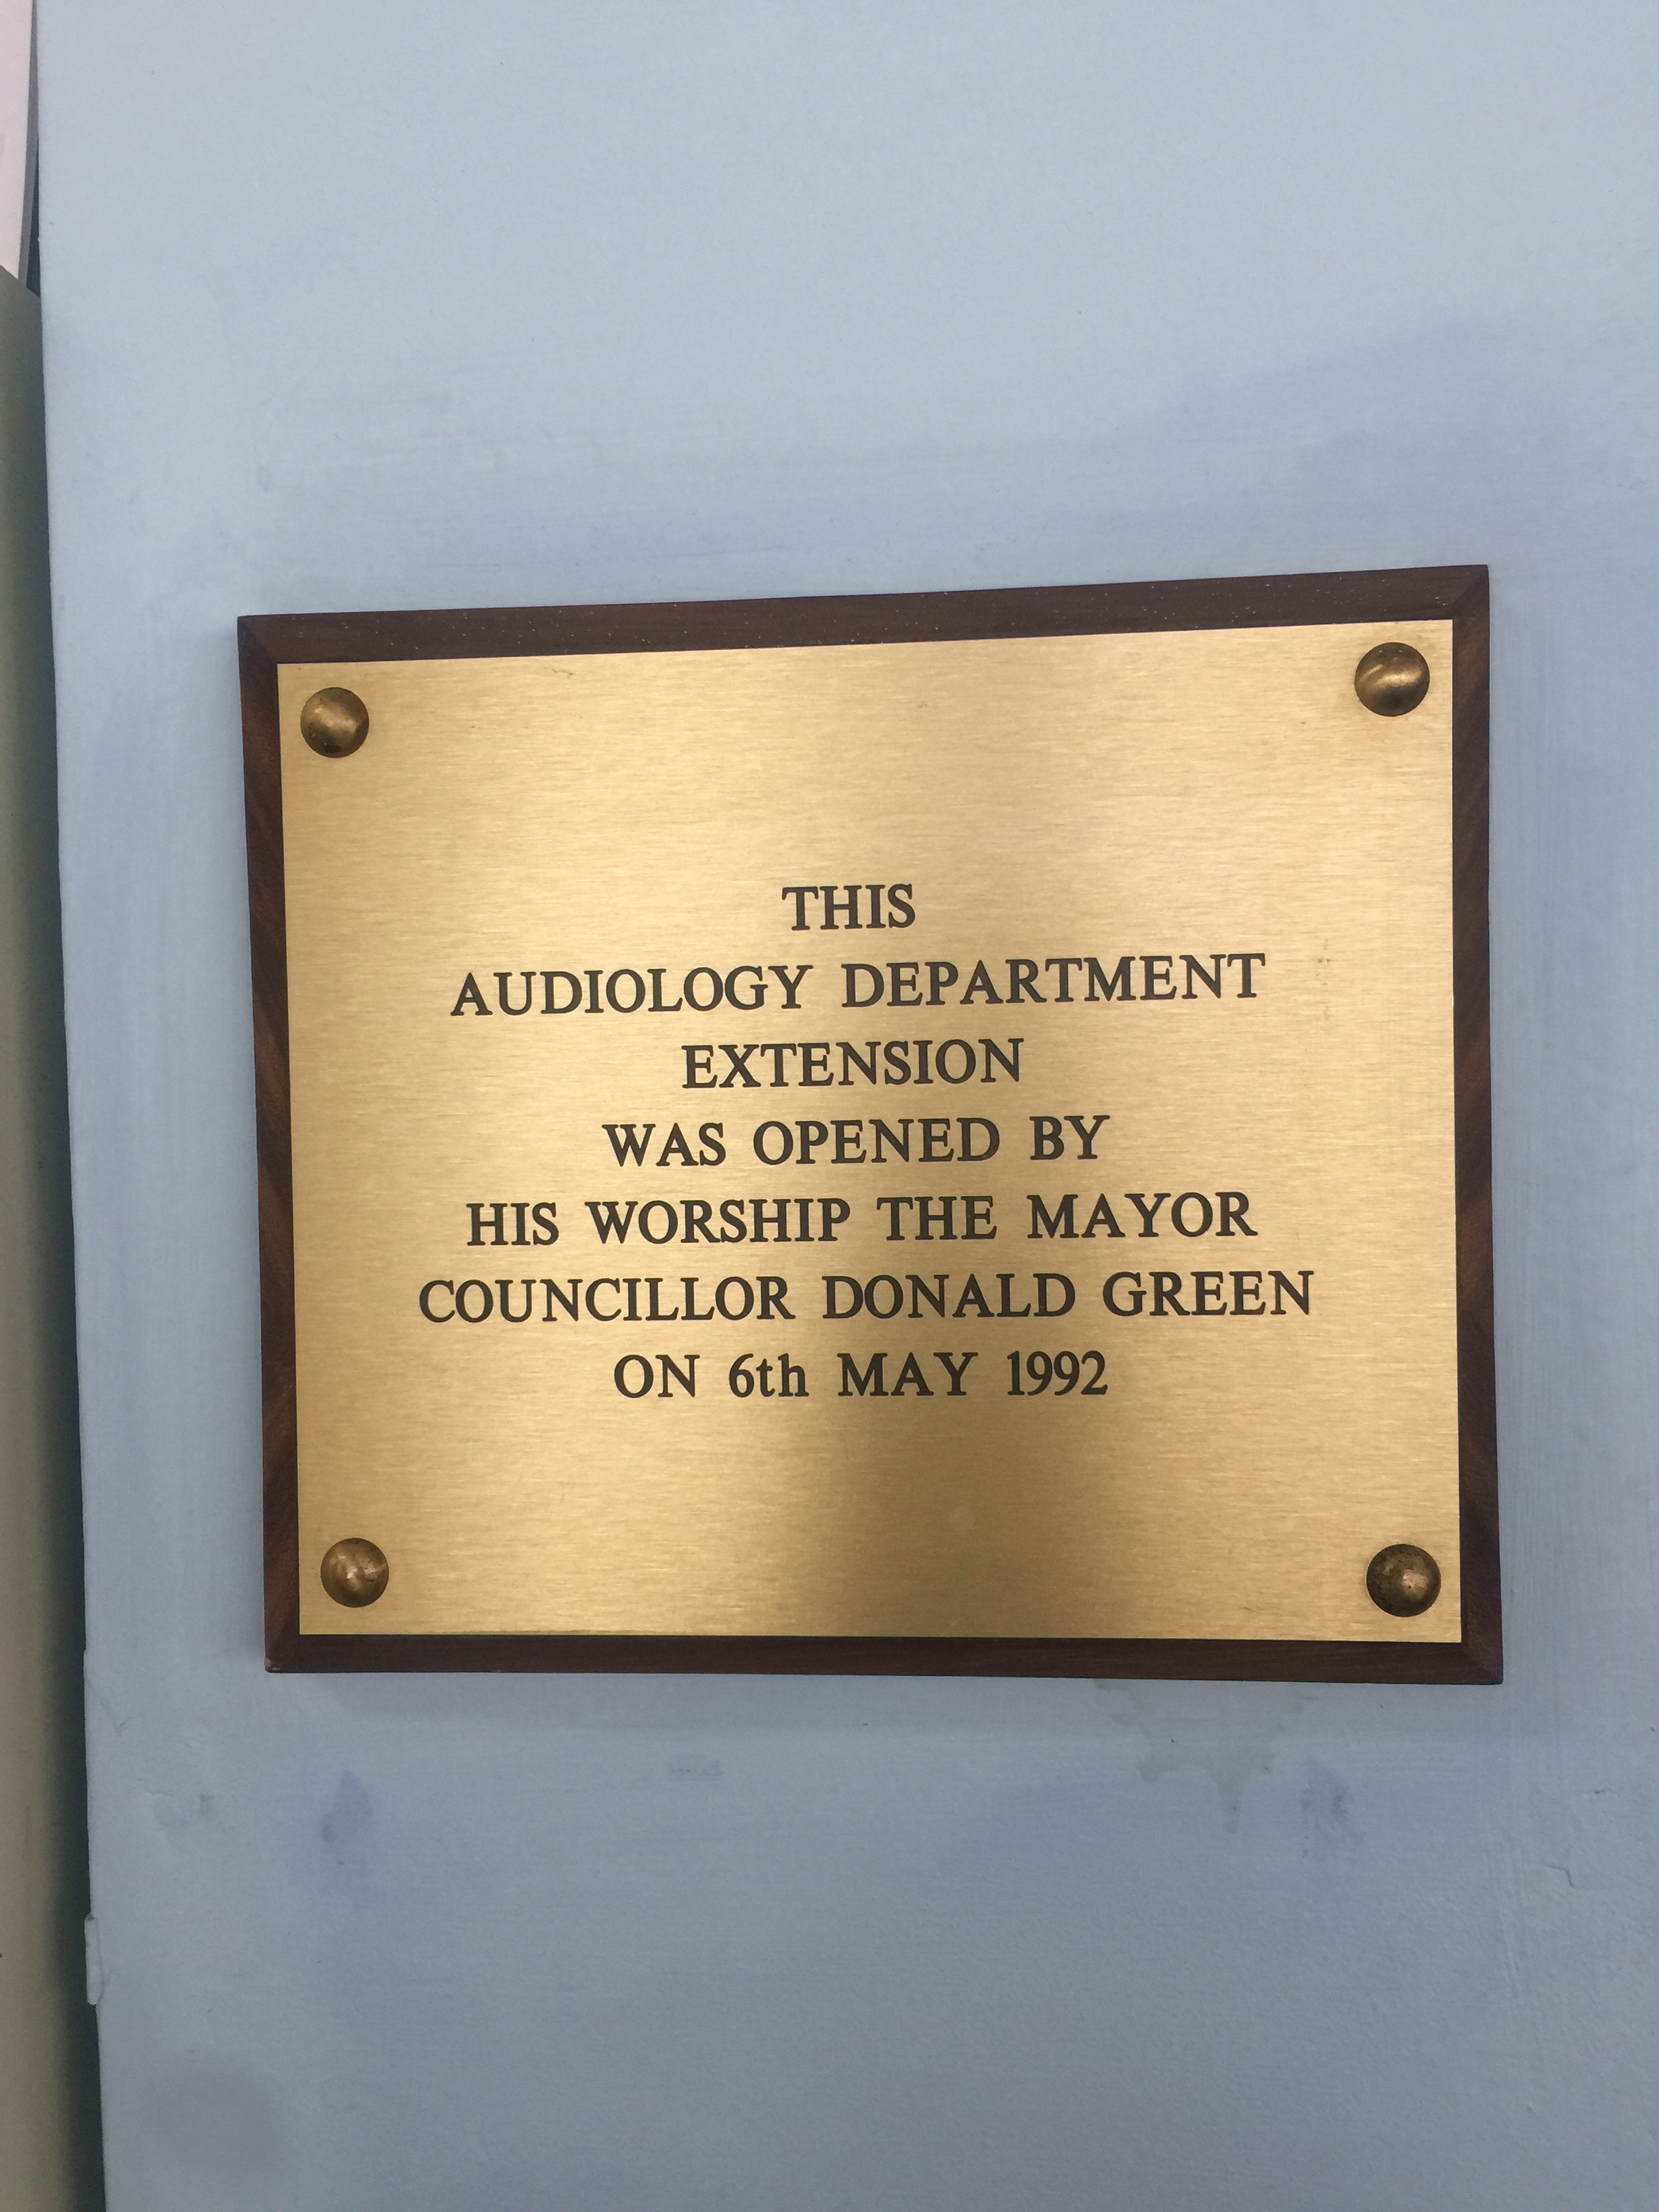 THIS
AUDIOLOGY DEPARTMENT
EXTENSION
WAS OPENED BY
HIS WORSHIP THE MAYOR
COUNCILLOR DONALD GREEN
ON 6th MAY 1992